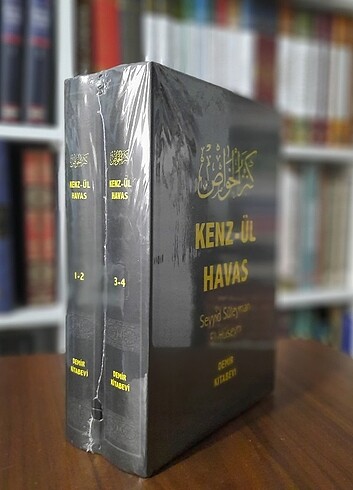 كنز الخواص
KENZ-ÜL
HAVAS
1-2
DEMİR
KİTABEVİ
كنز الخواص
KENZ-ÜL
HAVAS
3-4
DEMİR
KİTABEVİ
كنز الخواص
KENZ-ÜL
HAVAS
Seyyid Süleyman
El-Hüseyni
DEMİR
KİTABEVİ